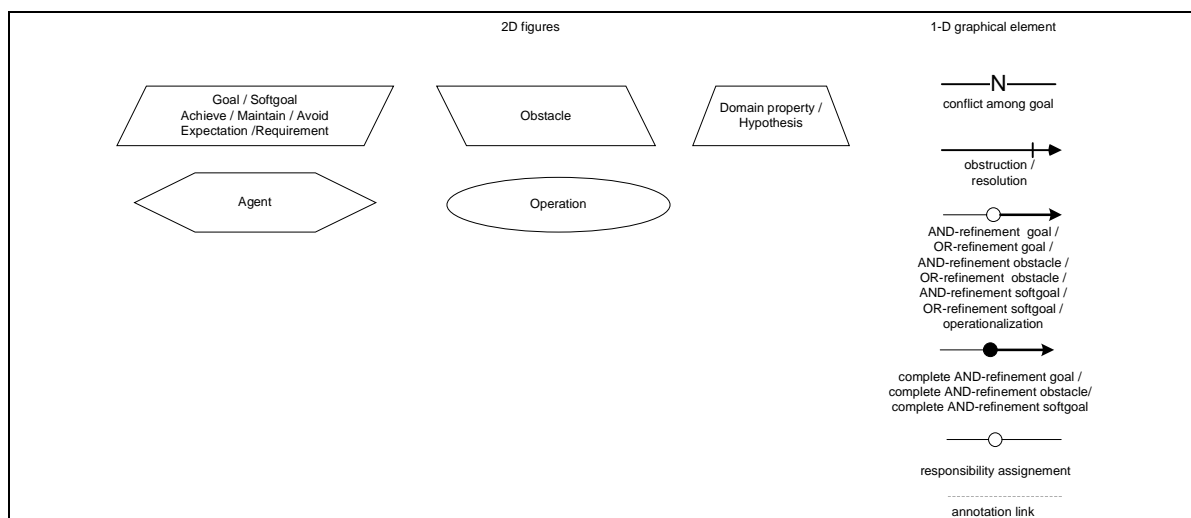 2D figures
1-D graphical element
Goal / Softgoal
Achieve / Maintain / Avoid
Expectation /Requirement
Obstacle
Domain property /
Hypothesis
Agent
Operation
N
conflict among goal
obstruction /
resolution
AND-refinement goal /
OR-refinement goal /
AND-refinement obstacle /
OR-refinement obstacle /
AND-refinement softgoal /
OR-refinement softgoal /
operationalization
complete AND-refinement goal /
complete AND-refinement obstacle/
complete AND-refinement softgoal
responsibility assignement
annotation link